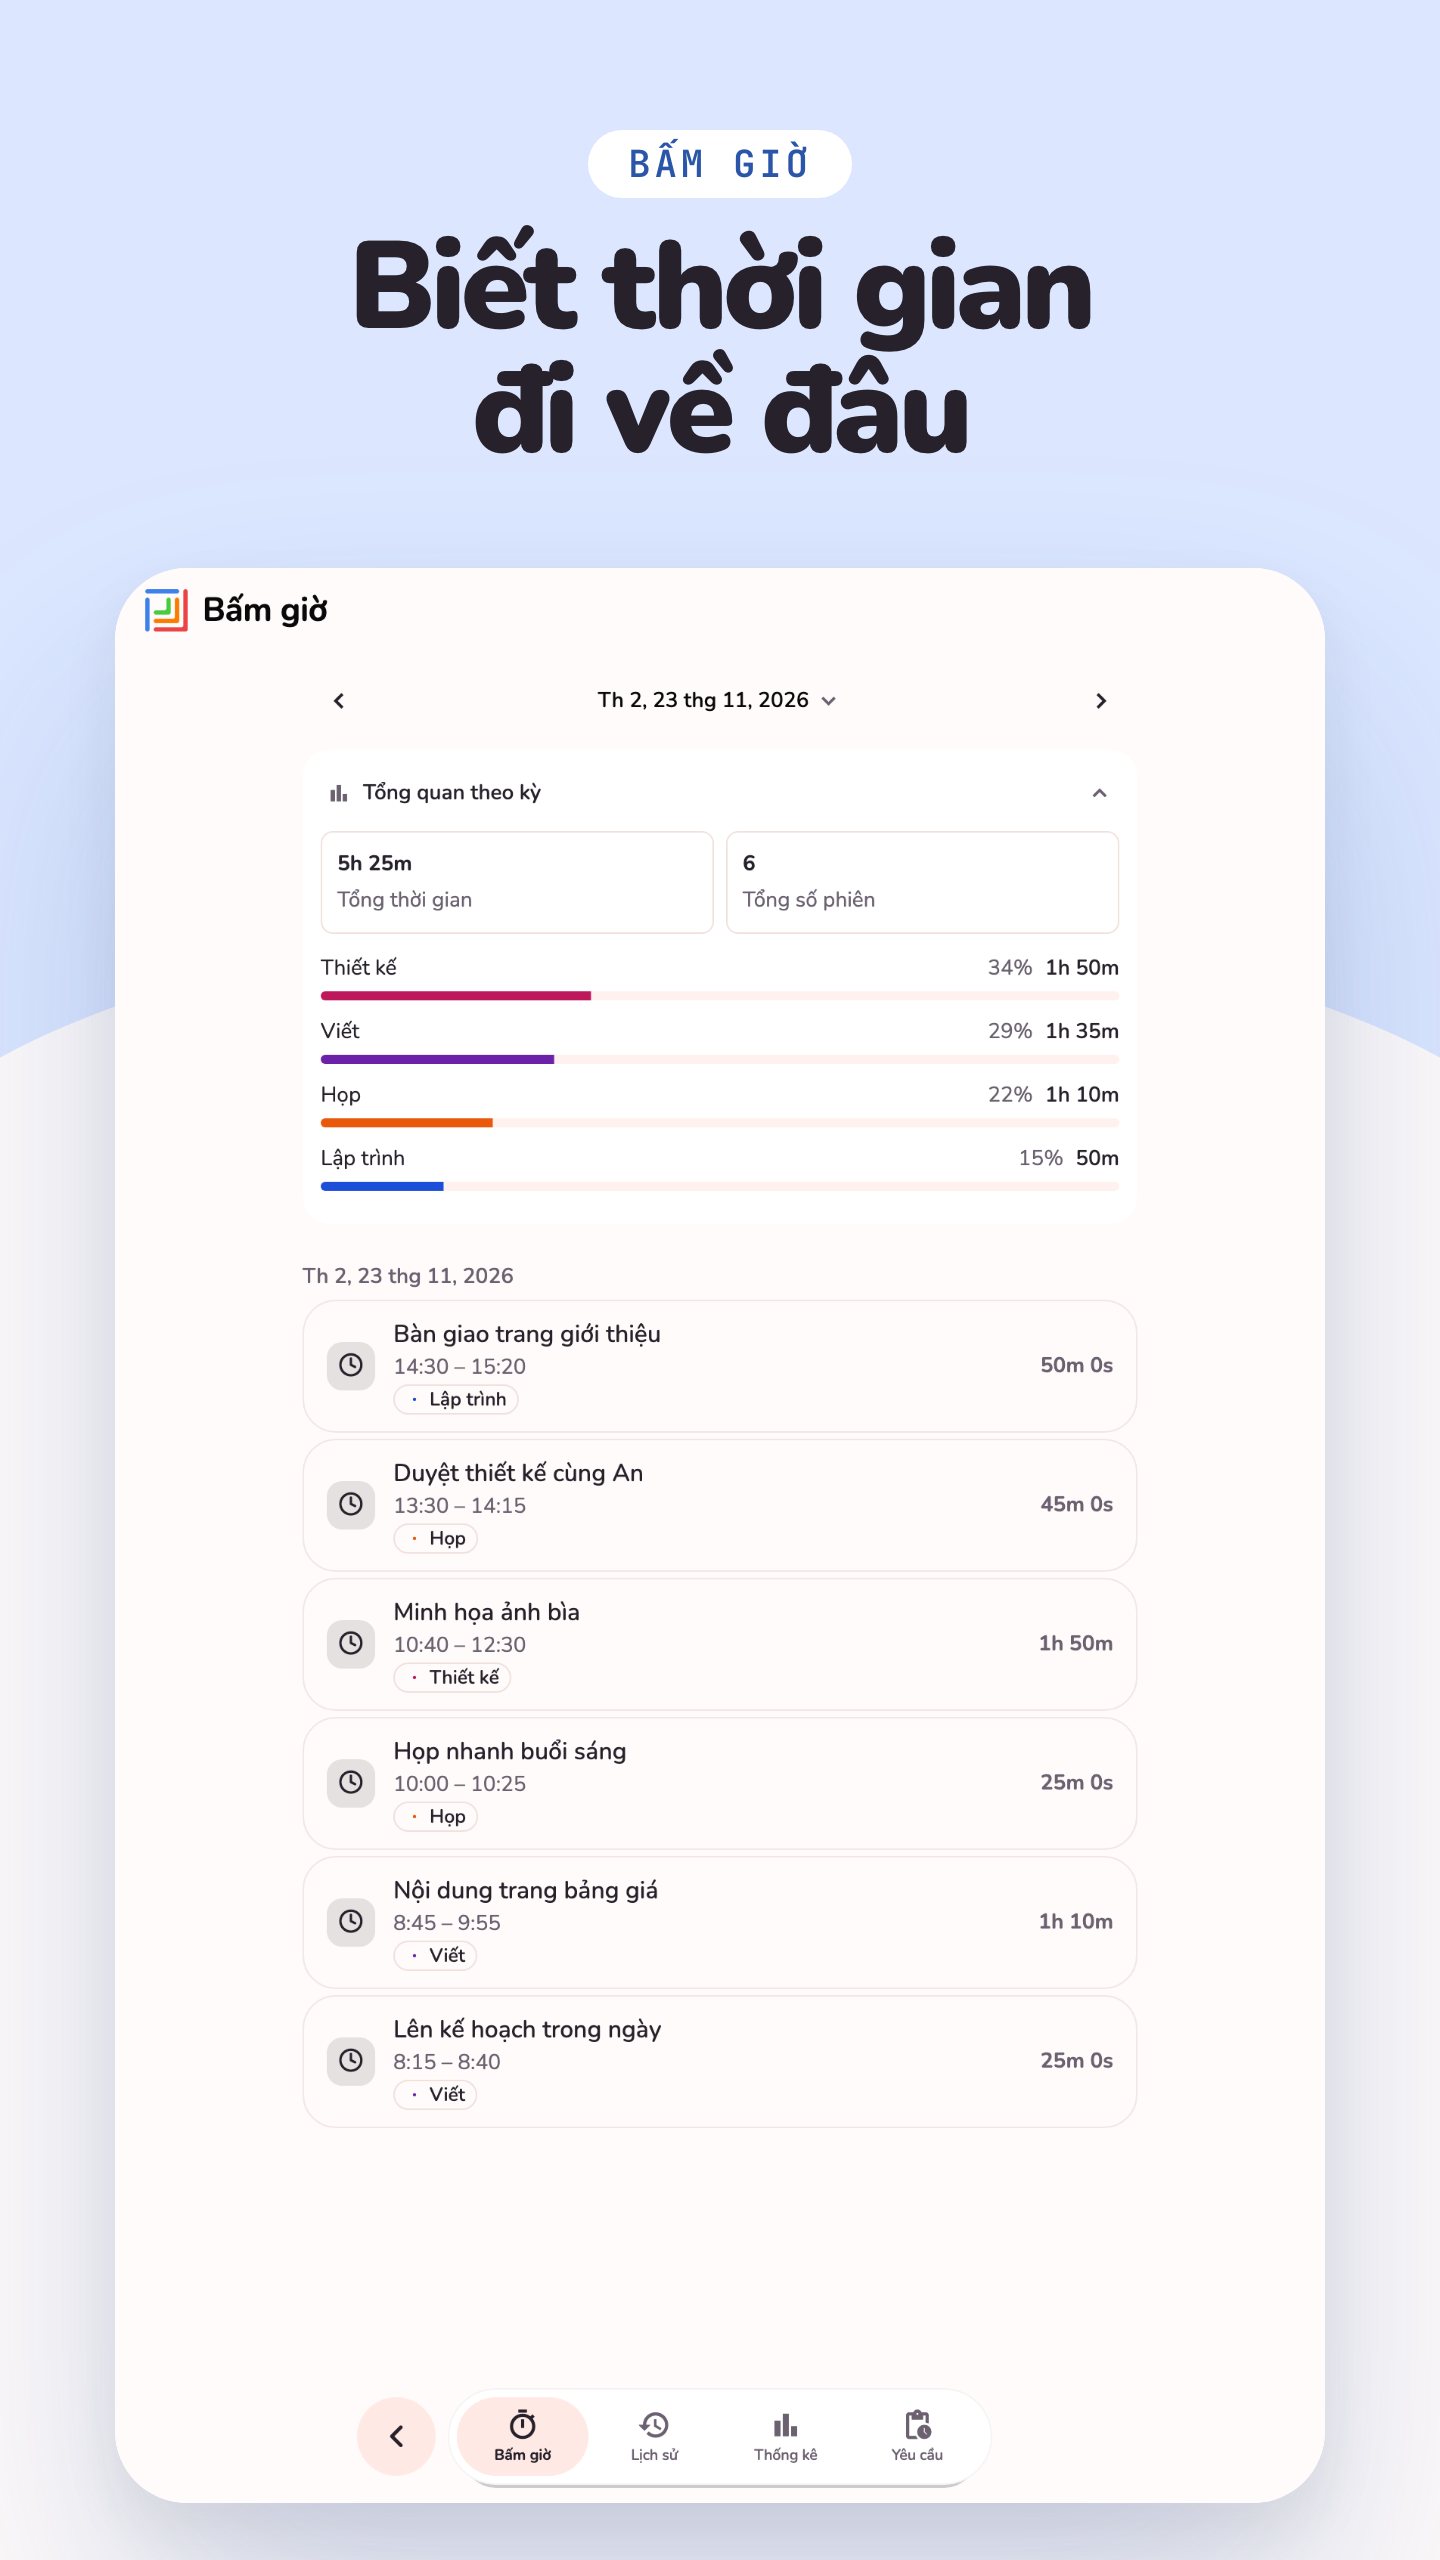 BẤM GIỜ
Biết thời gian
đi về đâu
Bấm giờ
Th 2, 23 thg 11, 2026
Tổng quan theo kỳ
5h 25m
Tổng thời gian
6
Tổng số phiên
Thiết kế 34% 1h 50m
Viết 29% 1h 35m
Họp 22% 1h 10m
Lập trình 15% 50m
Th 2, 23 thg 11, 2026
Bàn giao trang giới thiệu
14:30 – 15:20
Lập trình
50m 0s
Duyệt thiết kế cùng An
13:30 – 14:15
Họp
45m 0s
Minh họa ảnh bìa
10:40 – 12:30
Thiết kế
1h 50m
Họp nhanh buổi sáng
10:00 – 10:25
Họp
25m 0s
Nội dung trang bảng giá
8:45 – 9:55
Viết
1h 10m
Lên kế hoạch trong ngày
8:15 – 8:40
Viết
25m 0s
Bấm giờ
Lịch sử
Thống kê
Yêu cầu